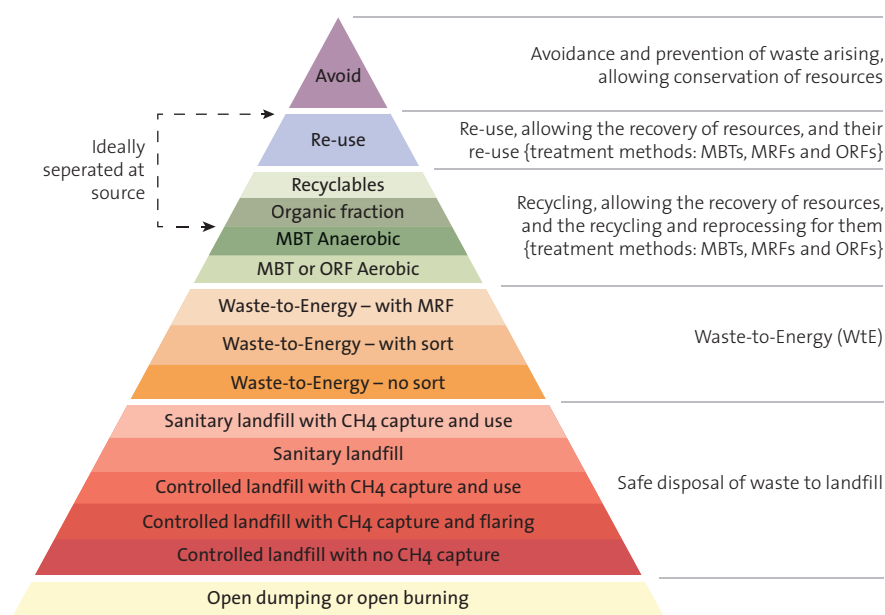 Avoid
Avoidance and prevention of waste arising,
allowing conservation of resources
Ideally
seperated at
source
Re-use
Re-use, allowing the recovery of resources, and their
re-use {treatment methods: MBTs, MRFs and ORFs}
Recyclables
Organic fraction
MBT Anaerobic
MBT or ORF Aerobic
Recycling, allowing the recovery of resources,
and the recycling and reprocessing for them
{treatment methods: MBTs, MRFs and ORFs}
Waste-to-Energy – with MRF
Waste-to-Energy – with sort
Waste-to-Energy – no sort
Waste-to-Energy (WtE)
Sanitary landfill with CH4 capture and use
Sanitary landfill
Controlled landfill with CH4 capture and use
Controlled landfill with CH4 capture and flaring
Controlled landfill with no CH4 capture
Safe disposal of waste to landfill
Open dumping or open burning